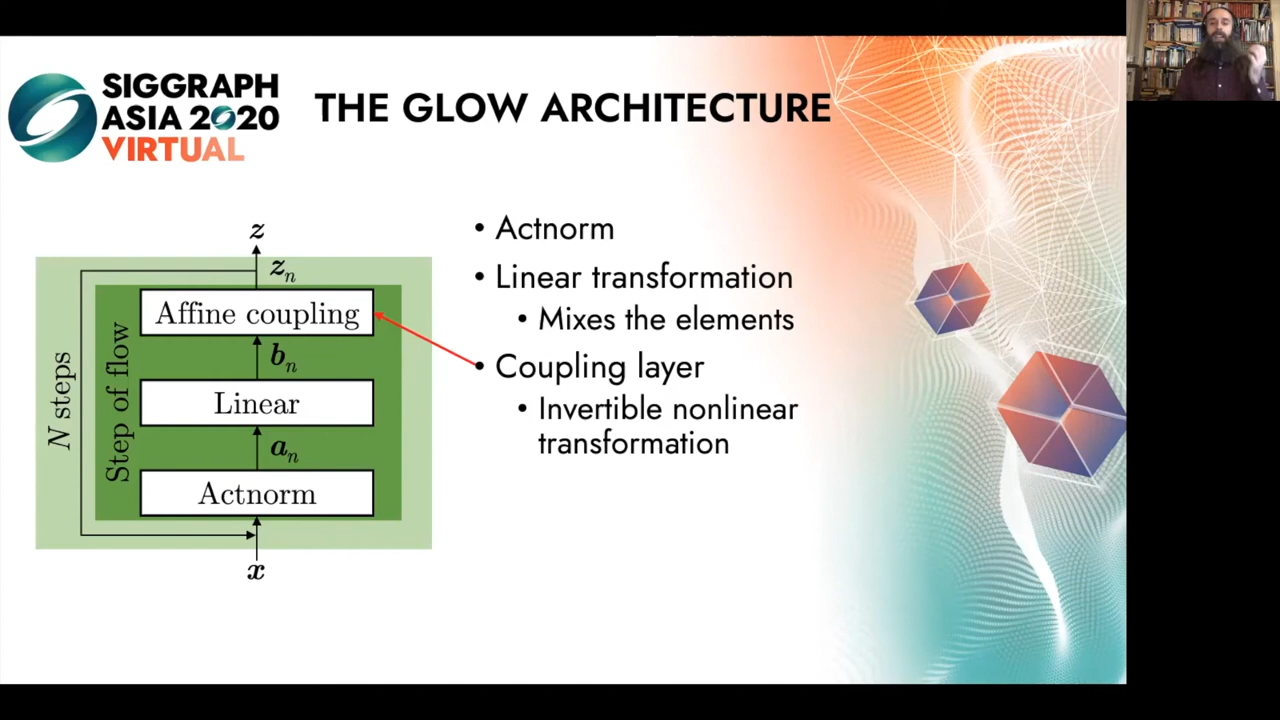 SIGGRAPH
ASIA 2020
VIRTUAL
THE GLOW ARCHITECTURE
z
zn
Affine coupling
bn
Linear
an
Actnorm
x
N steps
Step of flow
• Actnorm
• Linear transformation
• Mixes the elements
• Coupling layer
• Invertible nonlinear
transformation